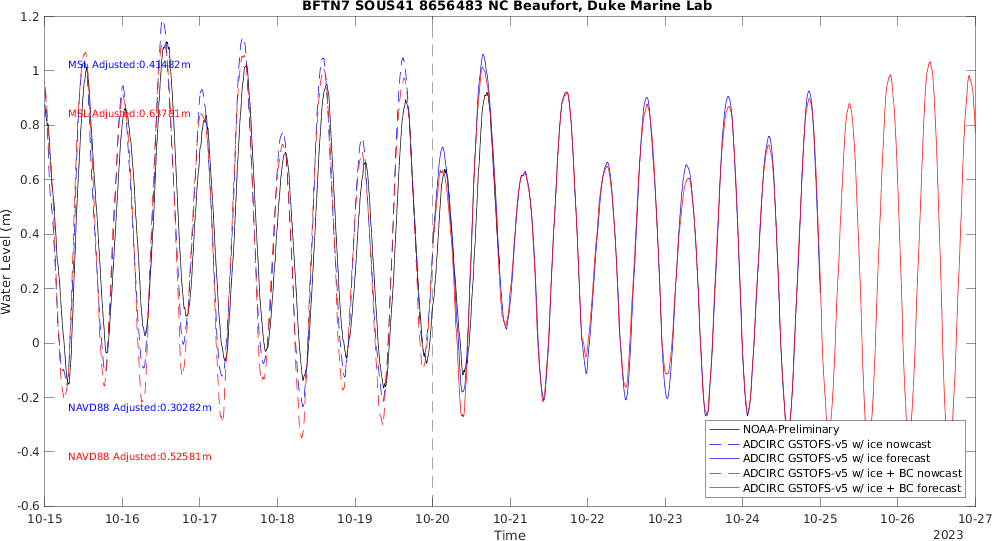 BFTN7 SOUS41 8656483 NC Beaufort, Duke Marine Lab
1.2
1
0.8
0.6
0.4
0.2
0
-0.2
-0.4
-0.6
Water Level (m)
MSL Adjusted:0.41482m
MSL Adjusted:0.63781m
NAVD88 Adjusted:0.30282m
NAVD88 Adjusted:0.52581m
NOAA-Preliminary
ADCIRC GSTOFS-v5 w/ ice nowcast
ADCIRC GSTOFS-v5 w/ ice forecast
ADCIRC GSTOFS-v5 w/ ice + BC nowcast
ADCIRC GSTOFS-v5 w/ ice + BC forecast
10-15 10-16 10-17 10-18 10-19 10-20 10-21 10-22 10-23 10-24 10-25 10-26 10-27
Time
2023